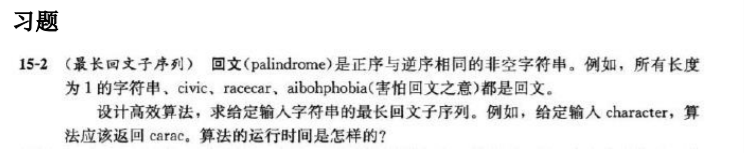 习题
15-2 （最长回文子序列） 回文(palindrome)是正序与逆序相同的非空字符串。例如，所有长度
为 1 的字符串、civic、racecar、aibohphobia(害怕回文之意)都是回文。
设计高效算法，求给定输入字符串的最长回文子序列。例如，给定输入 character，算
法应该返回 carac。算法的运行时间是怎样的?